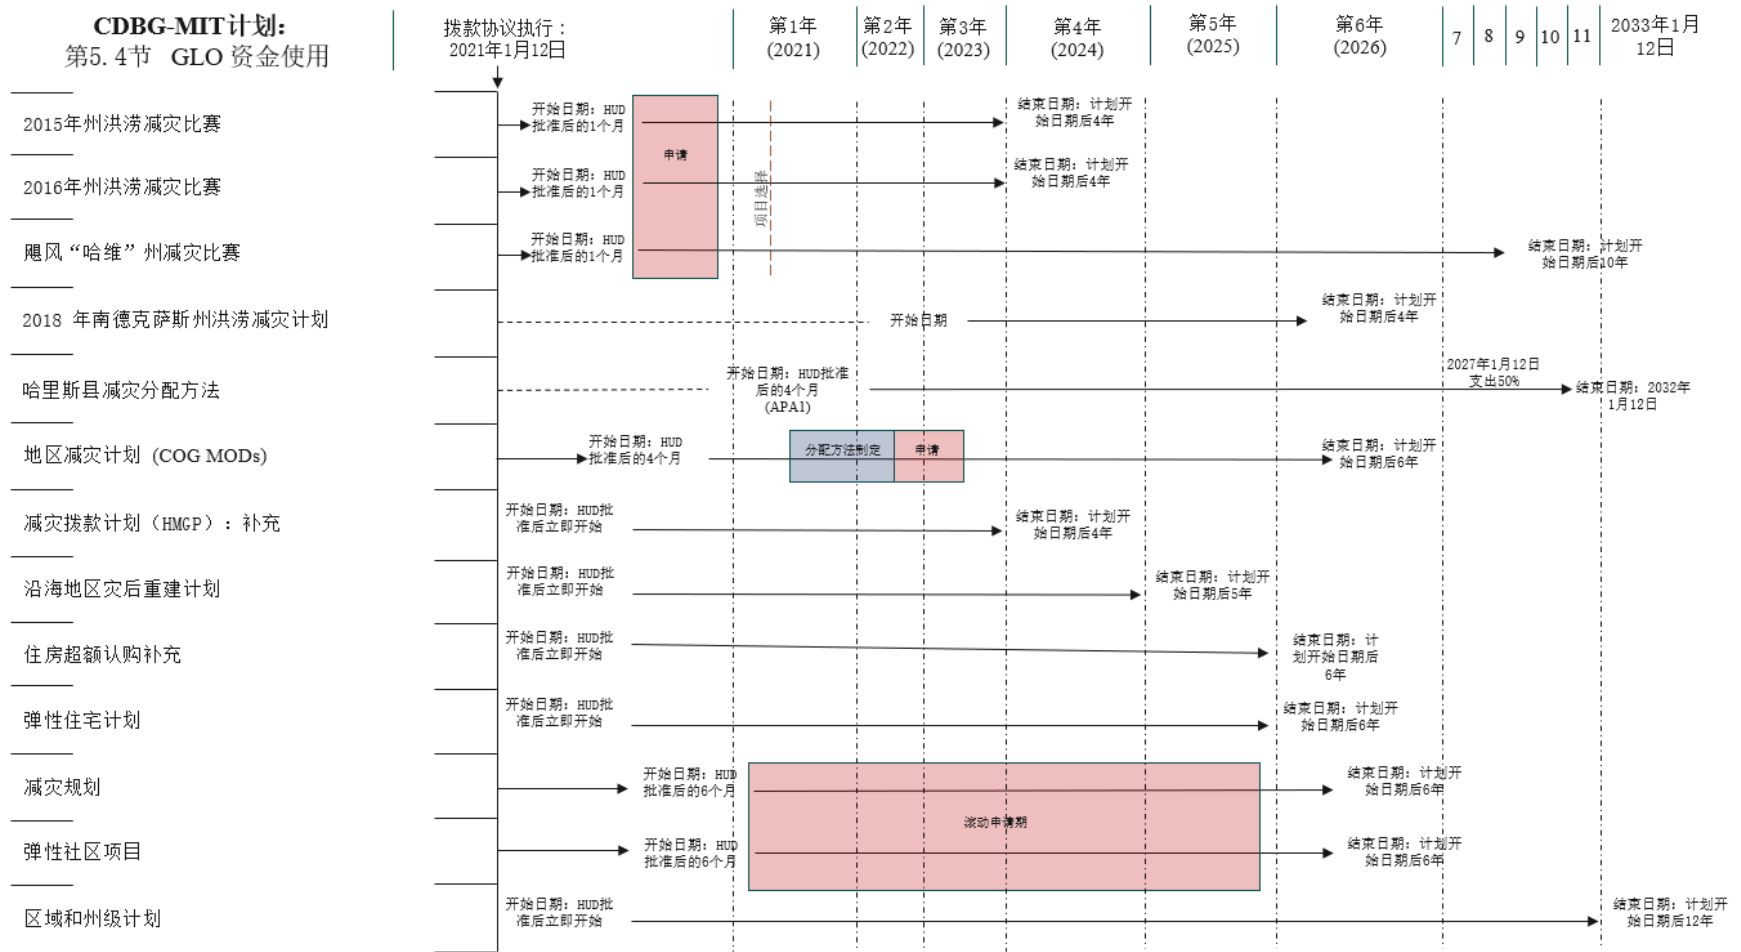 CDBG-MIT计划：
第5.4节 GLO 资金使用
拨款协议执行：
2021年1月12日
第1年
(2021)
第2年
(2022)
第3年
(2023)
第4年
(2024)
第5年
(2025)
第6年
(2026)
7
8
9
10
11
2033年1月
12日
2015年州洪涝减灾比赛
开始日期：HUD
批准后的1个月
申请
项目选择
结束日期：计划开
始日期后4年
2016年州洪涝减灾比赛
开始日期：HUD
批准后的1个月
结束日期：计划开
始日期后4年
飓风“哈维”州减灾比赛
开始日期：HUD
批准后的1个月
结束日期：计划开
始日期后10年
2018 年南德克萨斯州洪涝减灾计划
开始日期
结束日期：计划开
始日期后4年
哈里斯县减灾分配方法
开始日期：HUD批准
后的4个月
(APA1)
2027年1月12日
支出50%
结束日期：2032年
1月12日
地区减灾计划 (COG MODs)
开始日期：HUD
批准后的4个月
分配方法制定
申请
结束日期：计划开
始日期后6年
减灾拨款计划（HMGP）：补充
开始日期：HUD批
准后立即开始
结束日期：计划开
始日期后4年
沿海地区灾后重建计划
开始日期：HUD批
准后立即开始
结束日期：计划开
始日期后5年
住房超额认购补充
开始日期：HUD批
准后立即开始
结束日期：计
划开始日期后
6年
弹性住宅计划
开始日期：HUD批
准后立即开始
结束日期：计划开
始日期后6年
减灾规划
开始日期：HUD
批准后的6个月
结束日期：计划开
始日期后6年
滚动申请期
弹性社区项目
开始日期：HUD
批准后的6个月
结束日期：计划开
始日期后6年
区域和州级计划
开始日期：HUD批
准后立即开始
结束日期：计划开
始日期后12年